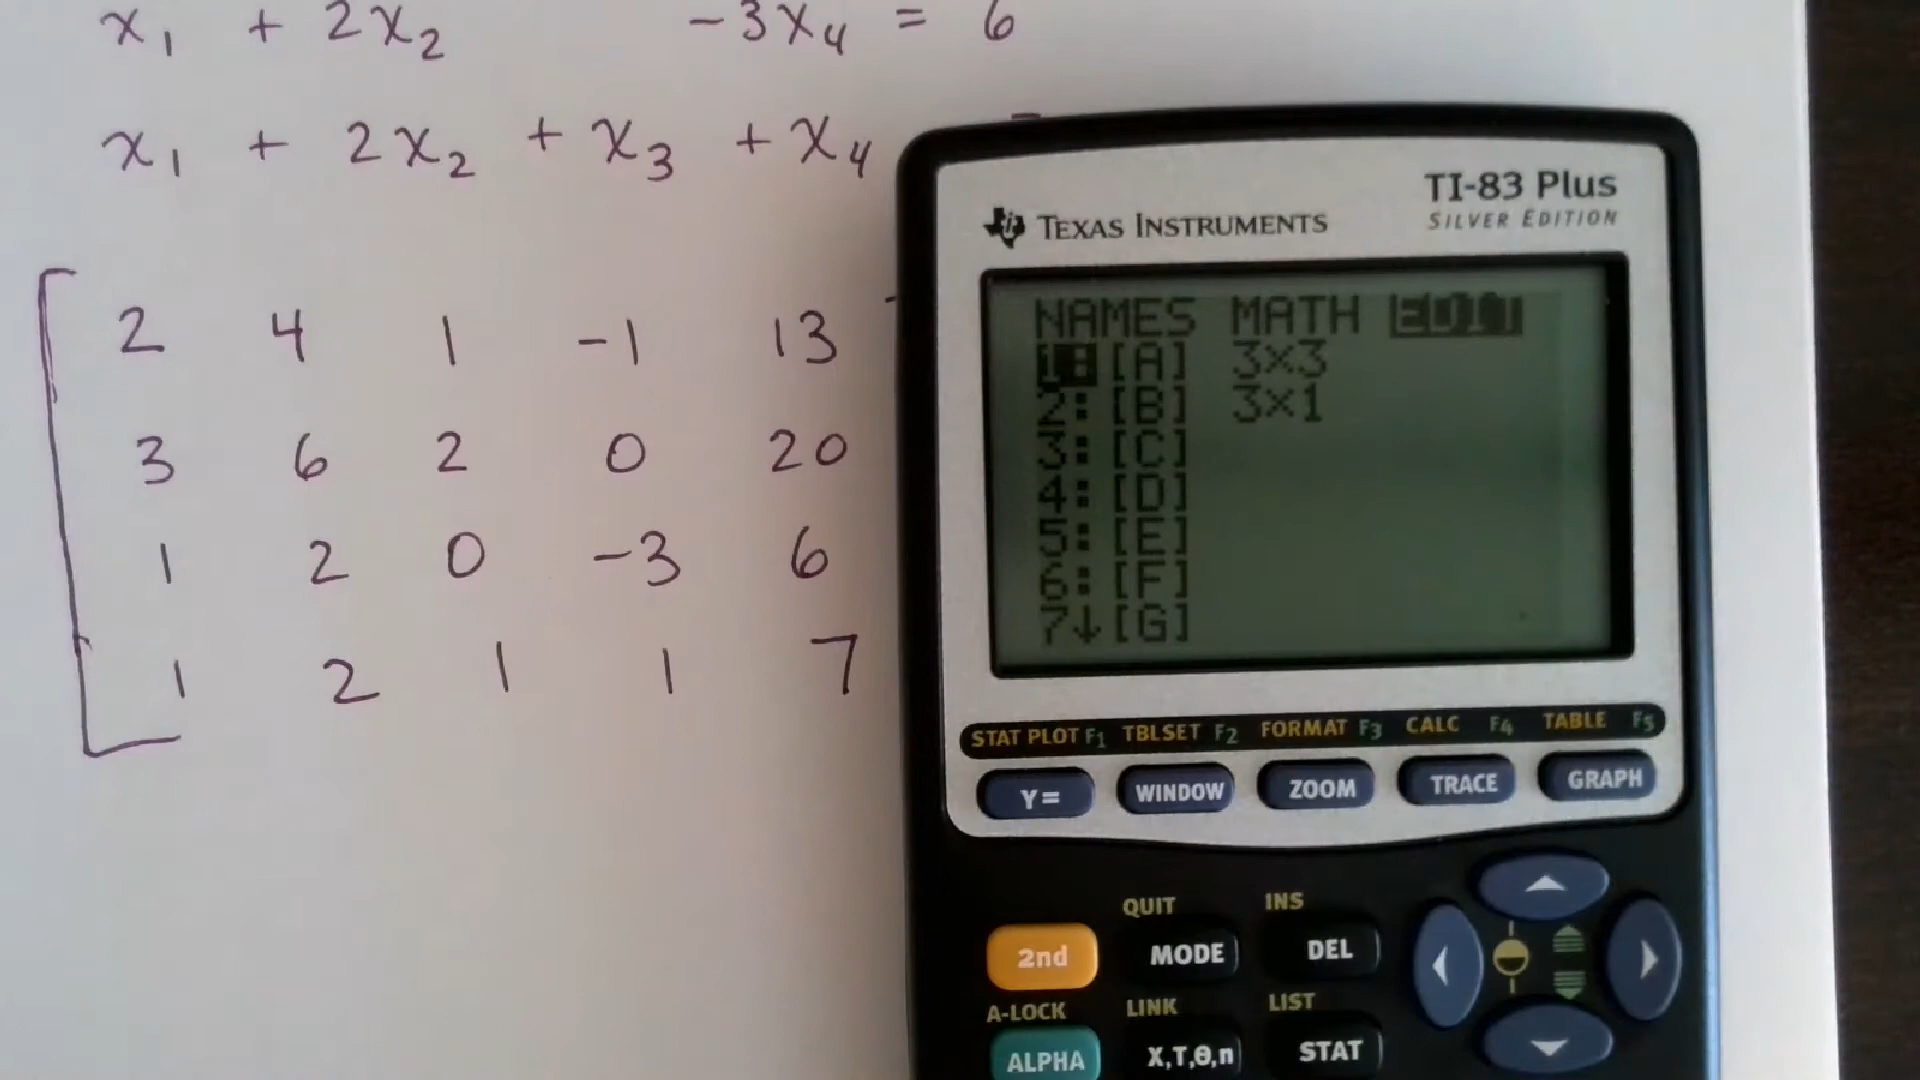 x₁ + 2x₂ -3x₄ = 6
x₁ + 2x₂ + x₃ + x₄ =
2 4 1 -1 13
3 6 2 0 20
1 2 0 -3 6
1 2 1 1 7
TI-83 Plus
SILVER EDITION
TEXAS INSTRUMENTS
NAMES MATH EDIT
1:[A] 3×3
2:[B] 3×1
3:[C]
4:[D]
5:[E]
6:[F]
7↓[G]
STAT PLOT F1 TBLSET F2 FORMAT F3 CALC F4 TABLE F5
Y= WINDOW ZOOM TRACE GRAPH
QUIT INS
2nd MODE DEL
A-LOCK LINK LIST
ALPHA X,T,θ,n STAT